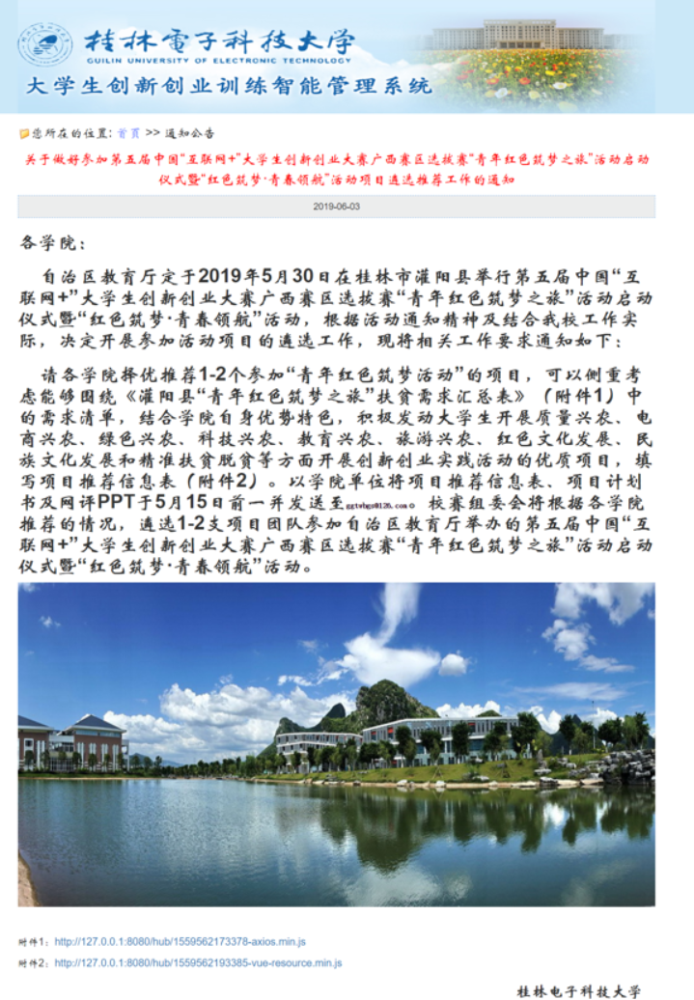 桂林電子科技大学
GUILIN UNIVERSITY OF ELECTRONIC TECHNOLOGY
大学生创新创业训练智能管理系统
您所在的位置: 首頁 >> 通知公告
关于做好参加第五届中国“互联网+”大学生创新创业大赛广西赛区选拔赛“青年红色筑梦之旅”活动启动
仪式暨“红色筑梦·青春领航”活动项目遴选推荐工作的通知
2019-06-03
各学院：
自治区教育厅定于2019年5月30日在桂林市灌阳县举行第五届中国“互
联网+”大学生创新创业大赛广西赛区选拔赛“青年红色筑梦之旅”活动启动
仪式暨“红色筑梦·青春领航”活动，根据活动通知精神及结合我校工作实
际，决定开展参加活动项目的遴选工作，现将相关工作要求通知如下：
请各学院择优推荐1-2个参加“青年红色筑梦活动”的项目，可以侧重考
虑能够围绕《灌阳县“青年红色筑梦之旅”扶贫需求汇总表》（附件1）中
的需求清单，结合学院自身优势特色，积极发动大学生开展质量兴农、电
商兴农、绿色兴农、科技兴农、教育兴农、旅游兴农、红色文化发展、民
族文化发展和精准扶贫脱贫等方面开展创新创业实践活动的优质项目，填
写项目推荐信息表（附件2）。以学院单位将项目推荐信息表、项目计划
书及网评PPT于5月15日前一并发送至。校赛组委会将根据各学院
推荐的情况，遴选1-2支项目团队参加自治区教育厅举办的第五届中国“互
联网+”大学生创新创业大赛广西赛区选拔赛“青年红色筑梦之旅”活动启动
仪式暨“红色筑梦·青春领航”活动。
附件1：http://127.0.0.1:8080/hub/1559562173378-axios.min.js
附件2：http://127.0.0.1:8080/hub/1559562193385-vue-resource.min.js
桂林电子科技大学